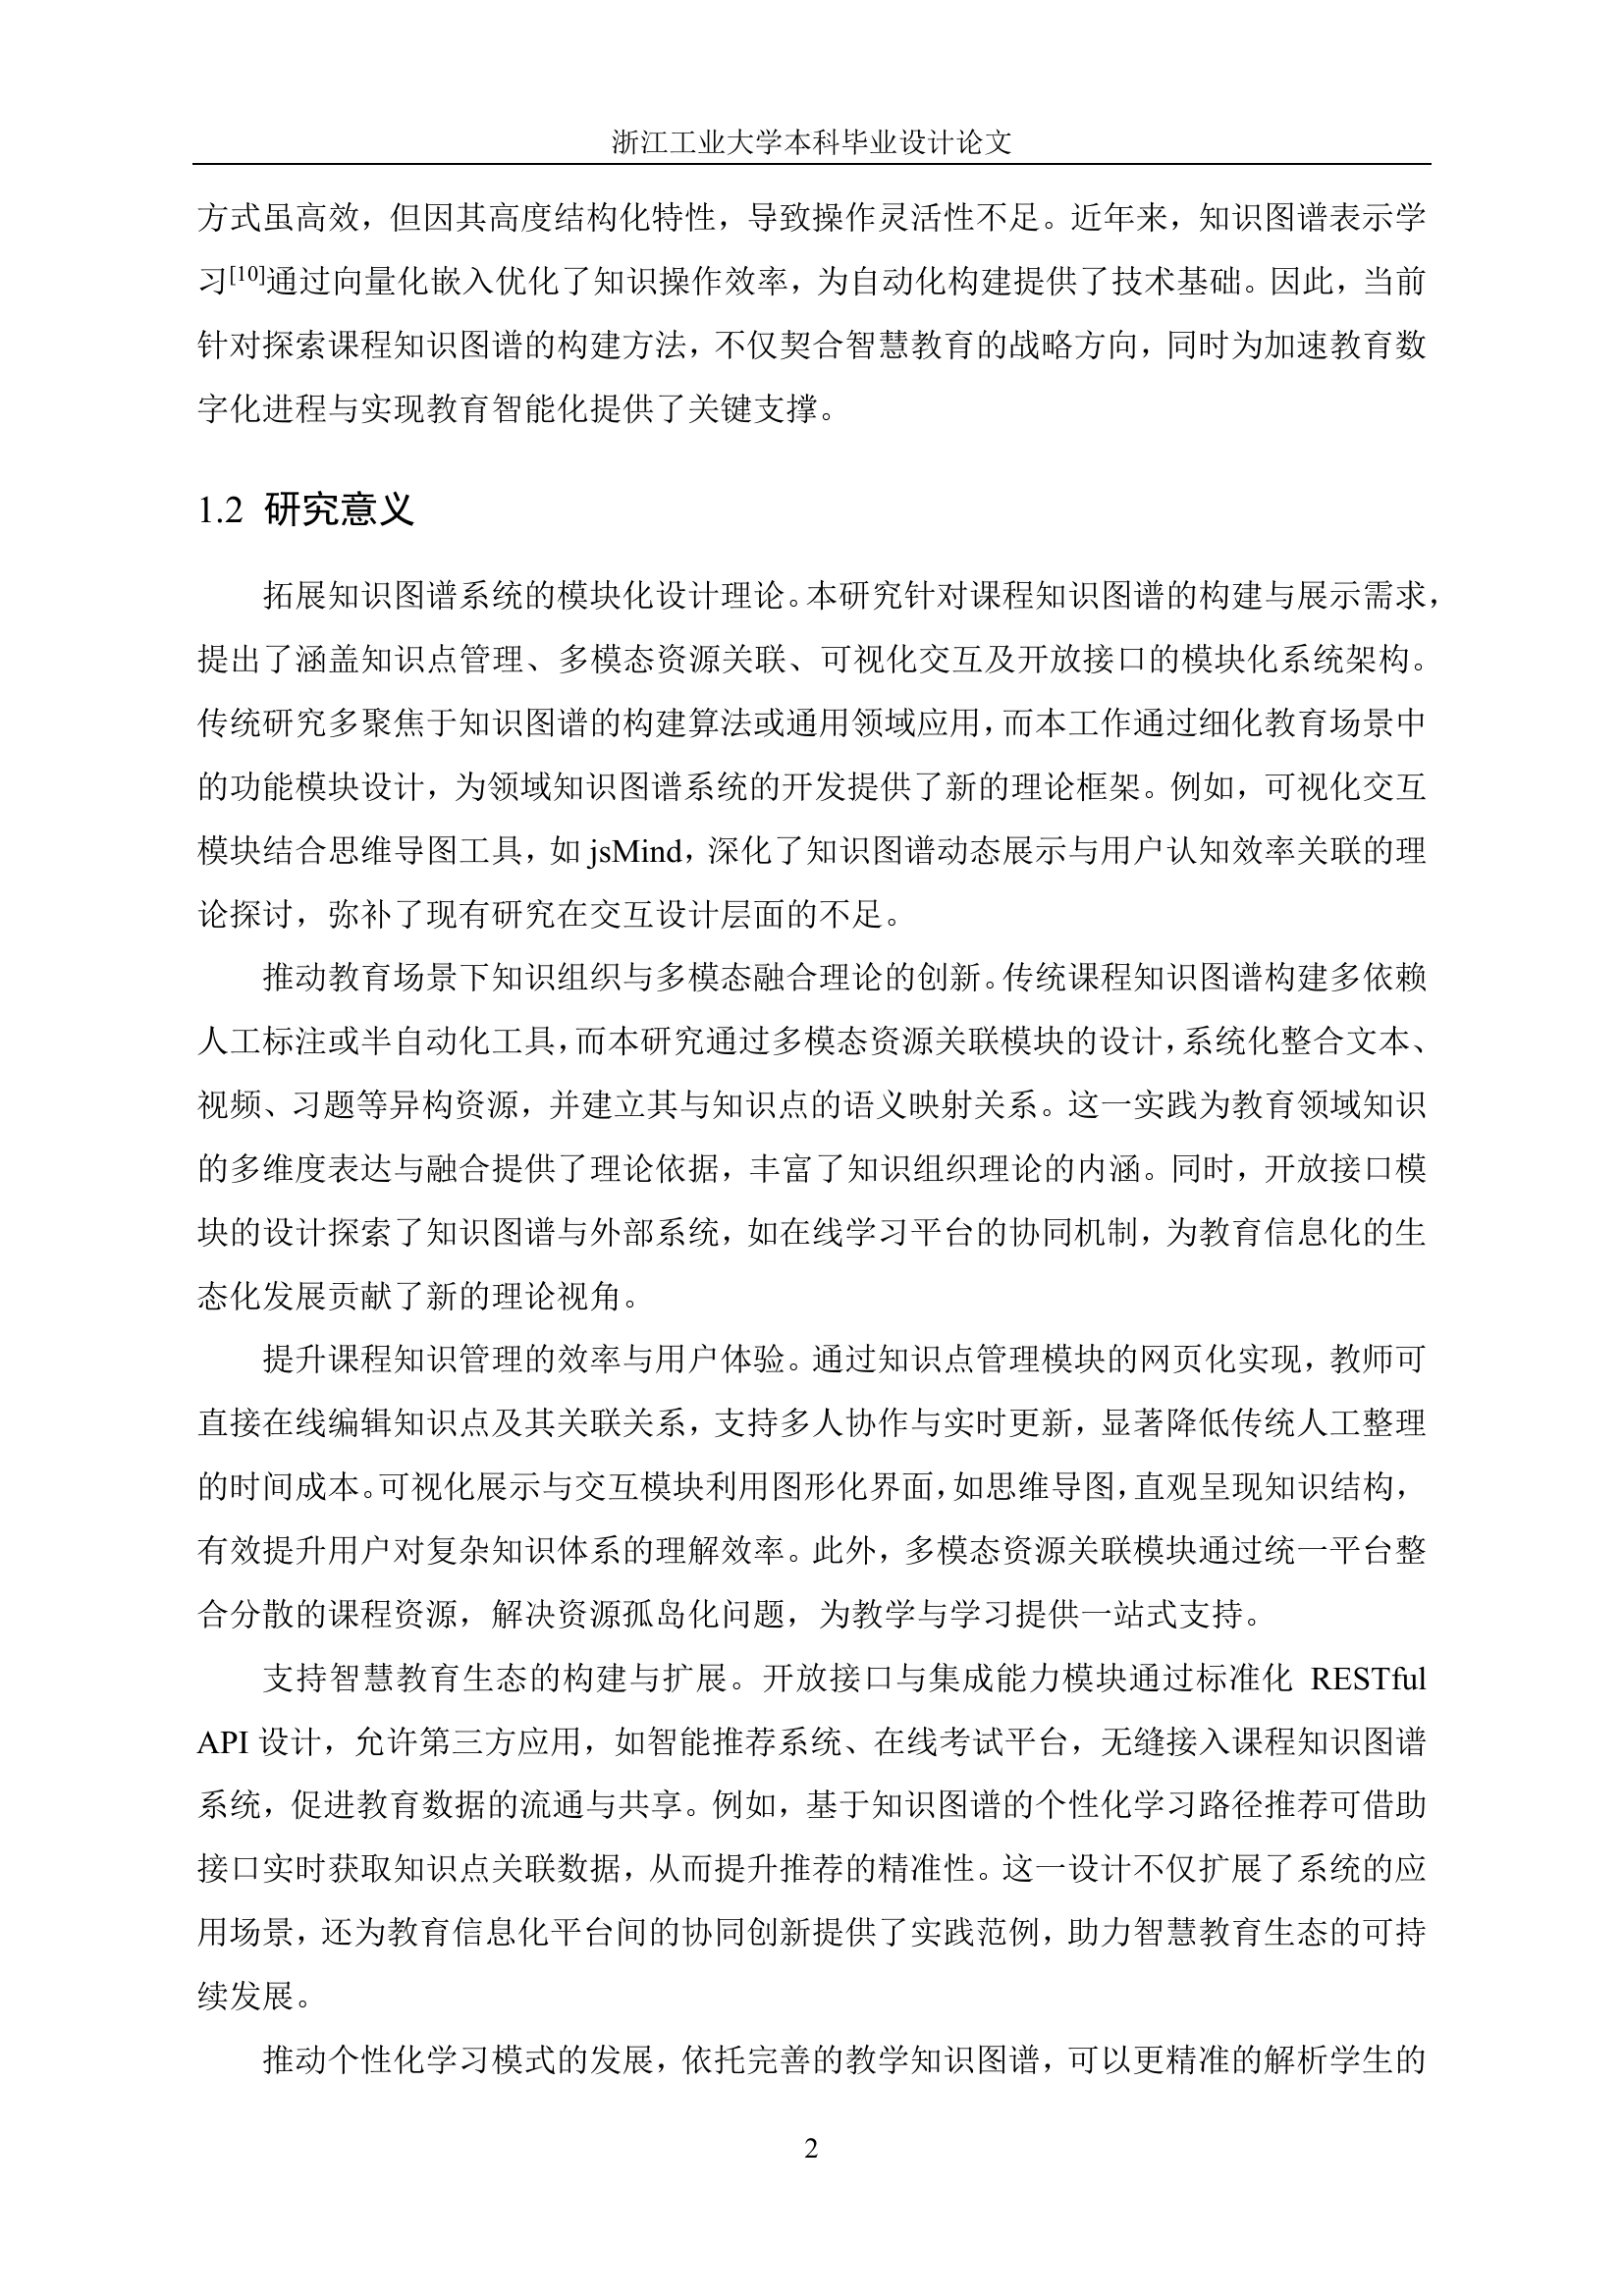 浙江工业大学本科毕业设计论文
方式虽高效，但因其高度结构化特性，导致操作灵活性不足。近年来，知识图谱表示学
习[10]通过向量化嵌入优化了知识操作效率，为自动化构建提供了技术基础。因此，当前
针对探索课程知识图谱的构建方法，不仅契合智慧教育的战略方向，同时为加速教育数
字化进程与实现教育智能化提供了关键支撑。
1.2 研究意义
拓展知识图谱系统的模块化设计理论。本研究针对课程知识图谱的构建与展示需求，
提出了涵盖知识点管理、多模态资源关联、可视化交互及开放接口的模块化系统架构。
传统研究多聚焦于知识图谱的构建算法或通用领域应用，而本工作通过细化教育场景中
的功能模块设计，为领域知识图谱系统的开发提供了新的理论框架。例如，可视化交互
模块结合思维导图工具，如 jsMind，深化了知识图谱动态展示与用户认知效率关联的理
论探讨，弥补了现有研究在交互设计层面的不足。
推动教育场景下知识组织与多模态融合理论的创新。传统课程知识图谱构建多依赖
人工标注或半自动化工具，而本研究通过多模态资源关联模块的设计，系统化整合文本、
视频、习题等异构资源，并建立其与知识点的语义映射关系。这一实践为教育领域知识
的多维度表达与融合提供了理论依据，丰富了知识组织理论的内涵。同时，开放接口模
块的设计探索了知识图谱与外部系统，如在线学习平台的协同机制，为教育信息化的生
态化发展贡献了新的理论视角。
提升课程知识管理的效率与用户体验。通过知识点管理模块的网页化实现，教师可
直接在线编辑知识点及其关联关系，支持多人协作与实时更新，显著降低传统人工整理
的时间成本。可视化展示与交互模块利用图形化界面，如思维导图，直观呈现知识结构，
有效提升用户对复杂知识体系的理解效率。此外，多模态资源关联模块通过统一平台整
合分散的课程资源，解决资源孤岛化问题，为教学与学习提供一站式支持。
支持智慧教育生态的构建与扩展。开放接口与集成能力模块通过标准化 RESTful
API 设计，允许第三方应用，如智能推荐系统、在线考试平台，无缝接入课程知识图谱
系统，促进教育数据的流通与共享。例如，基于知识图谱的个性化学习路径推荐可借助
接口实时获取知识点关联数据，从而提升推荐的精准性。这一设计不仅扩展了系统的应
用场景，还为教育信息化平台间的协同创新提供了实践范例，助力智慧教育生态的可持
续发展。
推动个性化学习模式的发展，依托完善的教学知识图谱，可以更精准的解析学生的
2